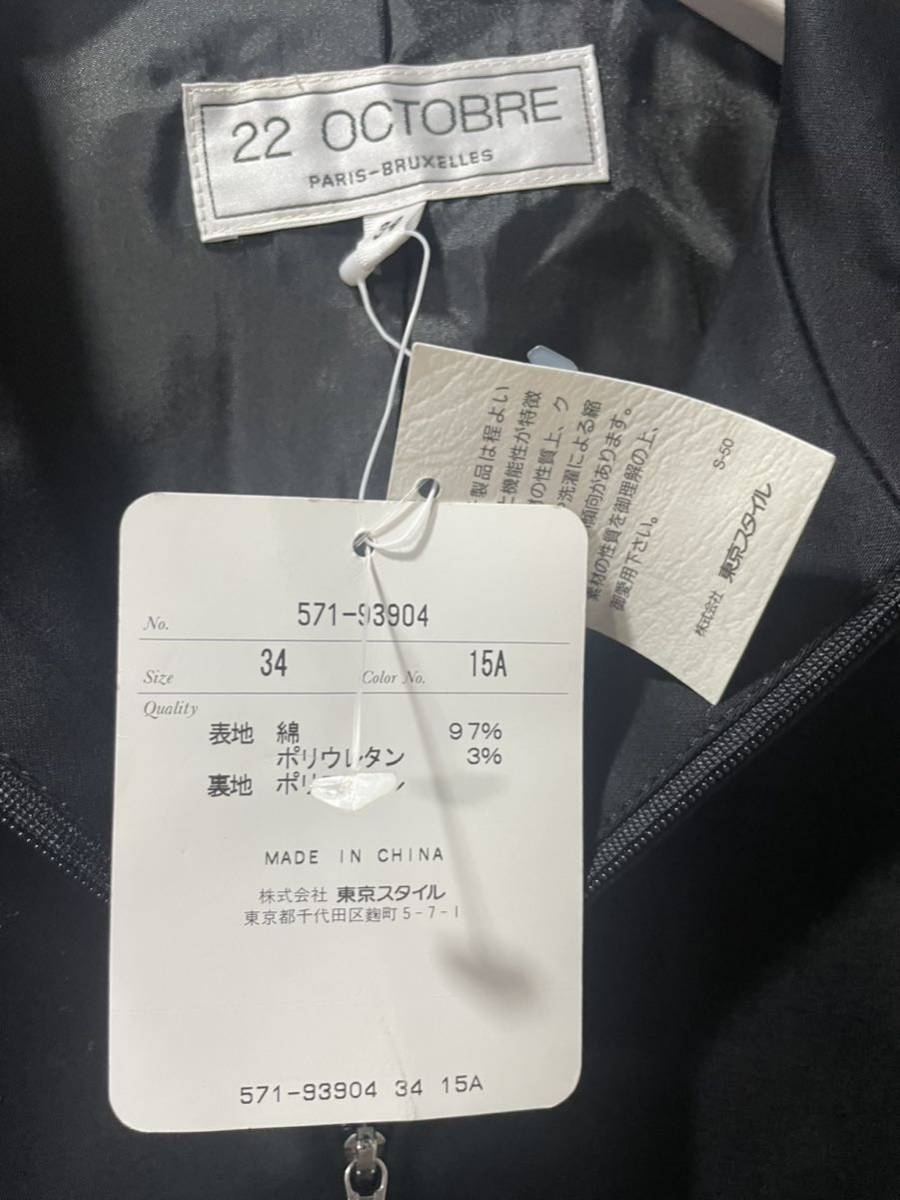 22 OCTOBRE
PARIS-BRUXELLES
34
製品は程よい
機能性が特徴
の性質上、ク
洗濯による縮
傾向があります。
素材の性質を御理解の上、
御愛用下さい。
S-50
株式会社 東京スタイル
No. 571-93904
Size 34 Color No. 15A
Quality
表地 綿 97%
ポリウレタン 3%
裏地
MADE IN CHINA
株式会社 東京スタイル
東京都千代田区麹町5-7-1
571-93904 34 15A